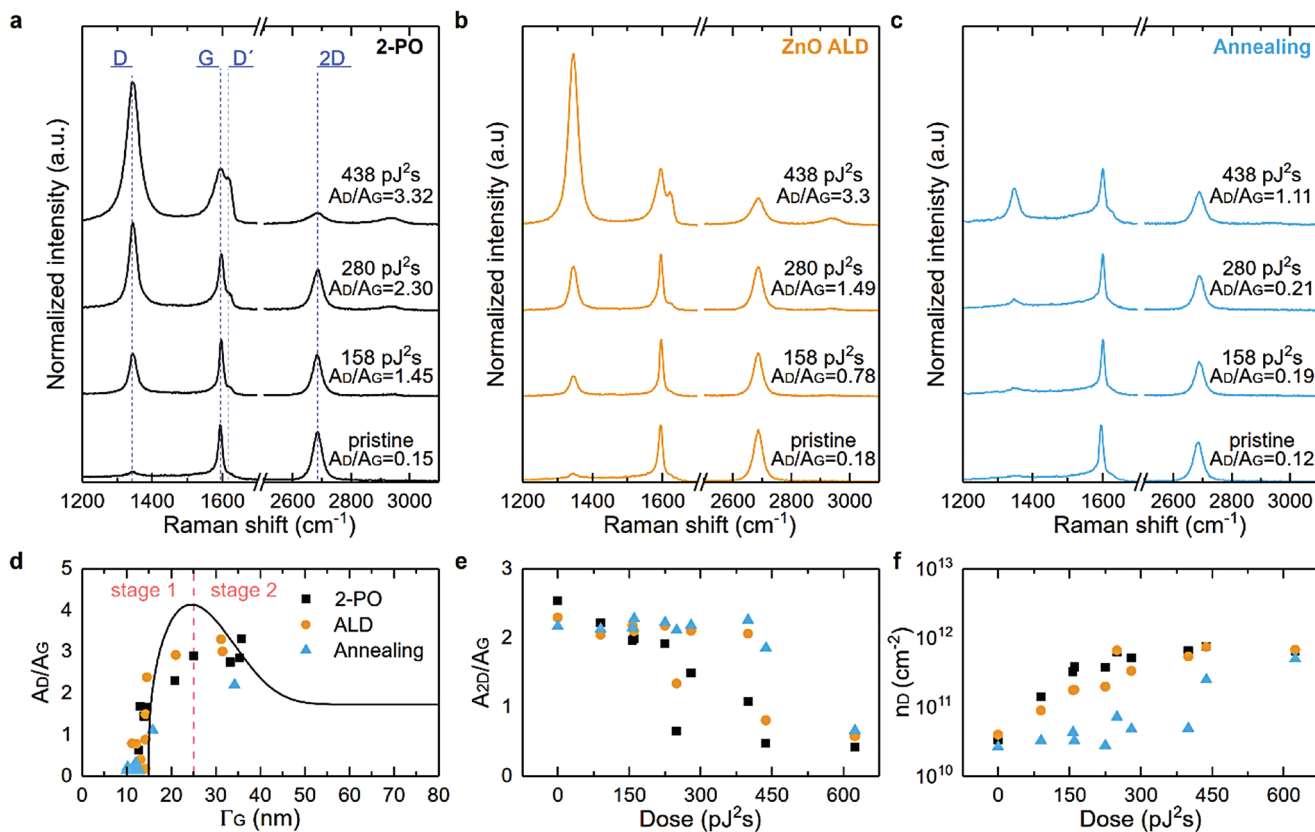 a
2-PO
D
G
D′
2D
438 pJ²s
AD/AG=3.32
280 pJ²s
AD/AG=2.30
158 pJ²s
AD/AG=1.45
pristine
AD/AG=0.15
Normalized intensity (a.u.)
1200 1400 1600 2600 2800 3000
Raman shift (cm⁻¹)
b
ZnO ALD
438 pJ²s
AD/AG=3.3
280 pJ²s
AD/AG=1.49
158 pJ²s
AD/AG=0.78
pristine
AD/AG=0.18
Normalized intensity (a.u)
1200 1400 1600 2600 2800 3000
Raman shift (cm⁻¹)
c
Annealing
438 pJ²s
AD/AG=1.11
280 pJ²s
AD/AG=0.21
158 pJ²s
AD/AG=0.19
pristine
AD/AG=0.12
Normalized intensity (a.u.)
1200 1400 1600 2600 2800 3000
Raman shift (cm⁻¹)
d
stage 1 stage 2
2-PO
ALD
Annealing
AD/AG
5
4
3
2
1
0
0 10 20 30 40 50 60 70 80
ΓG (nm)
e
A2D/AG
3
2
1
0
0 150 300 450 600
Dose (pJ²s)
f
nD (cm⁻²)
10¹³
10¹²
10¹¹
10¹⁰
0 150 300 450 600
Dose (pJ²s)